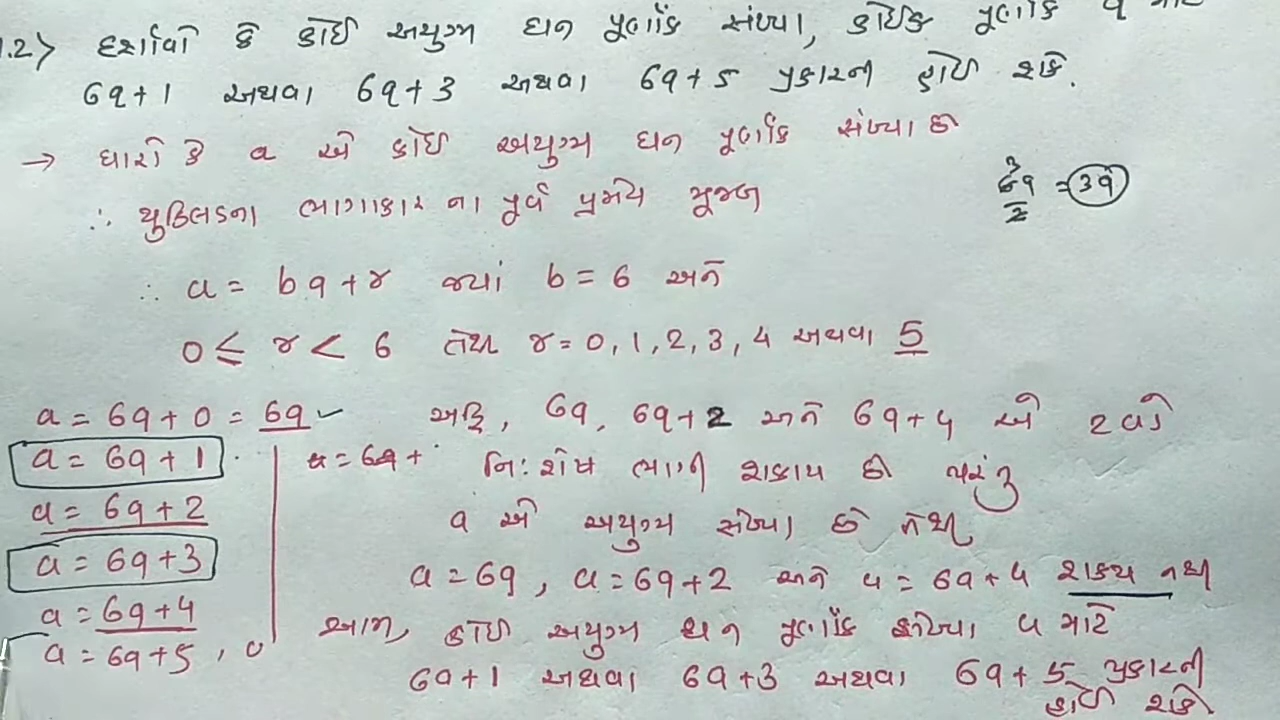 .2> દર્શાવો કે કોઈ અયુગ્મ ધન પૂર્ણાંક સંખ્યા, કોઈક પૂર્ણાંક q માટે
6q+1 અથવા 6q+3 અથવા 6q+5 પ્રકારની હોઈ શકે.
→ ધારો કે a એ કોઈ અયુગ્મ ધન પૂર્ણાંક સંખ્યા છે
6q/2 = 3q
∴ યુક્લિડના ભાગાકાર ના પૂર્વ પ્રમેય મુજબ
∴ a = bq+r જ્યાં b = 6 અને
0 ≤ r < 6 તેથી r = 0, 1, 2, 3, 4 અથવા 5
a = 6q+0 = 6q ✓
a = 6q+1
a = 6q+2
a = 6q+3
a = 6q+4
a = 6q+5 ,
a = 6q+
અહિ, 6q, 6q+2 અને 6q+4 એ 2 વડે
નિ:શેષ ભાગી શકાય છે પરંતુ
a એ અયુગ્મ સંખ્યા છે તેથી
a = 6q, a = 6q+2 અને a = 6q+4 શક્ય નથી
આમ, કોઈ અયુગ્મ ધન પૂર્ણાંક સંખ્યા a માટે
6q+1 અથવા 6q+3 અથવા 6q+5 પ્રકારની
હોઈ શકે